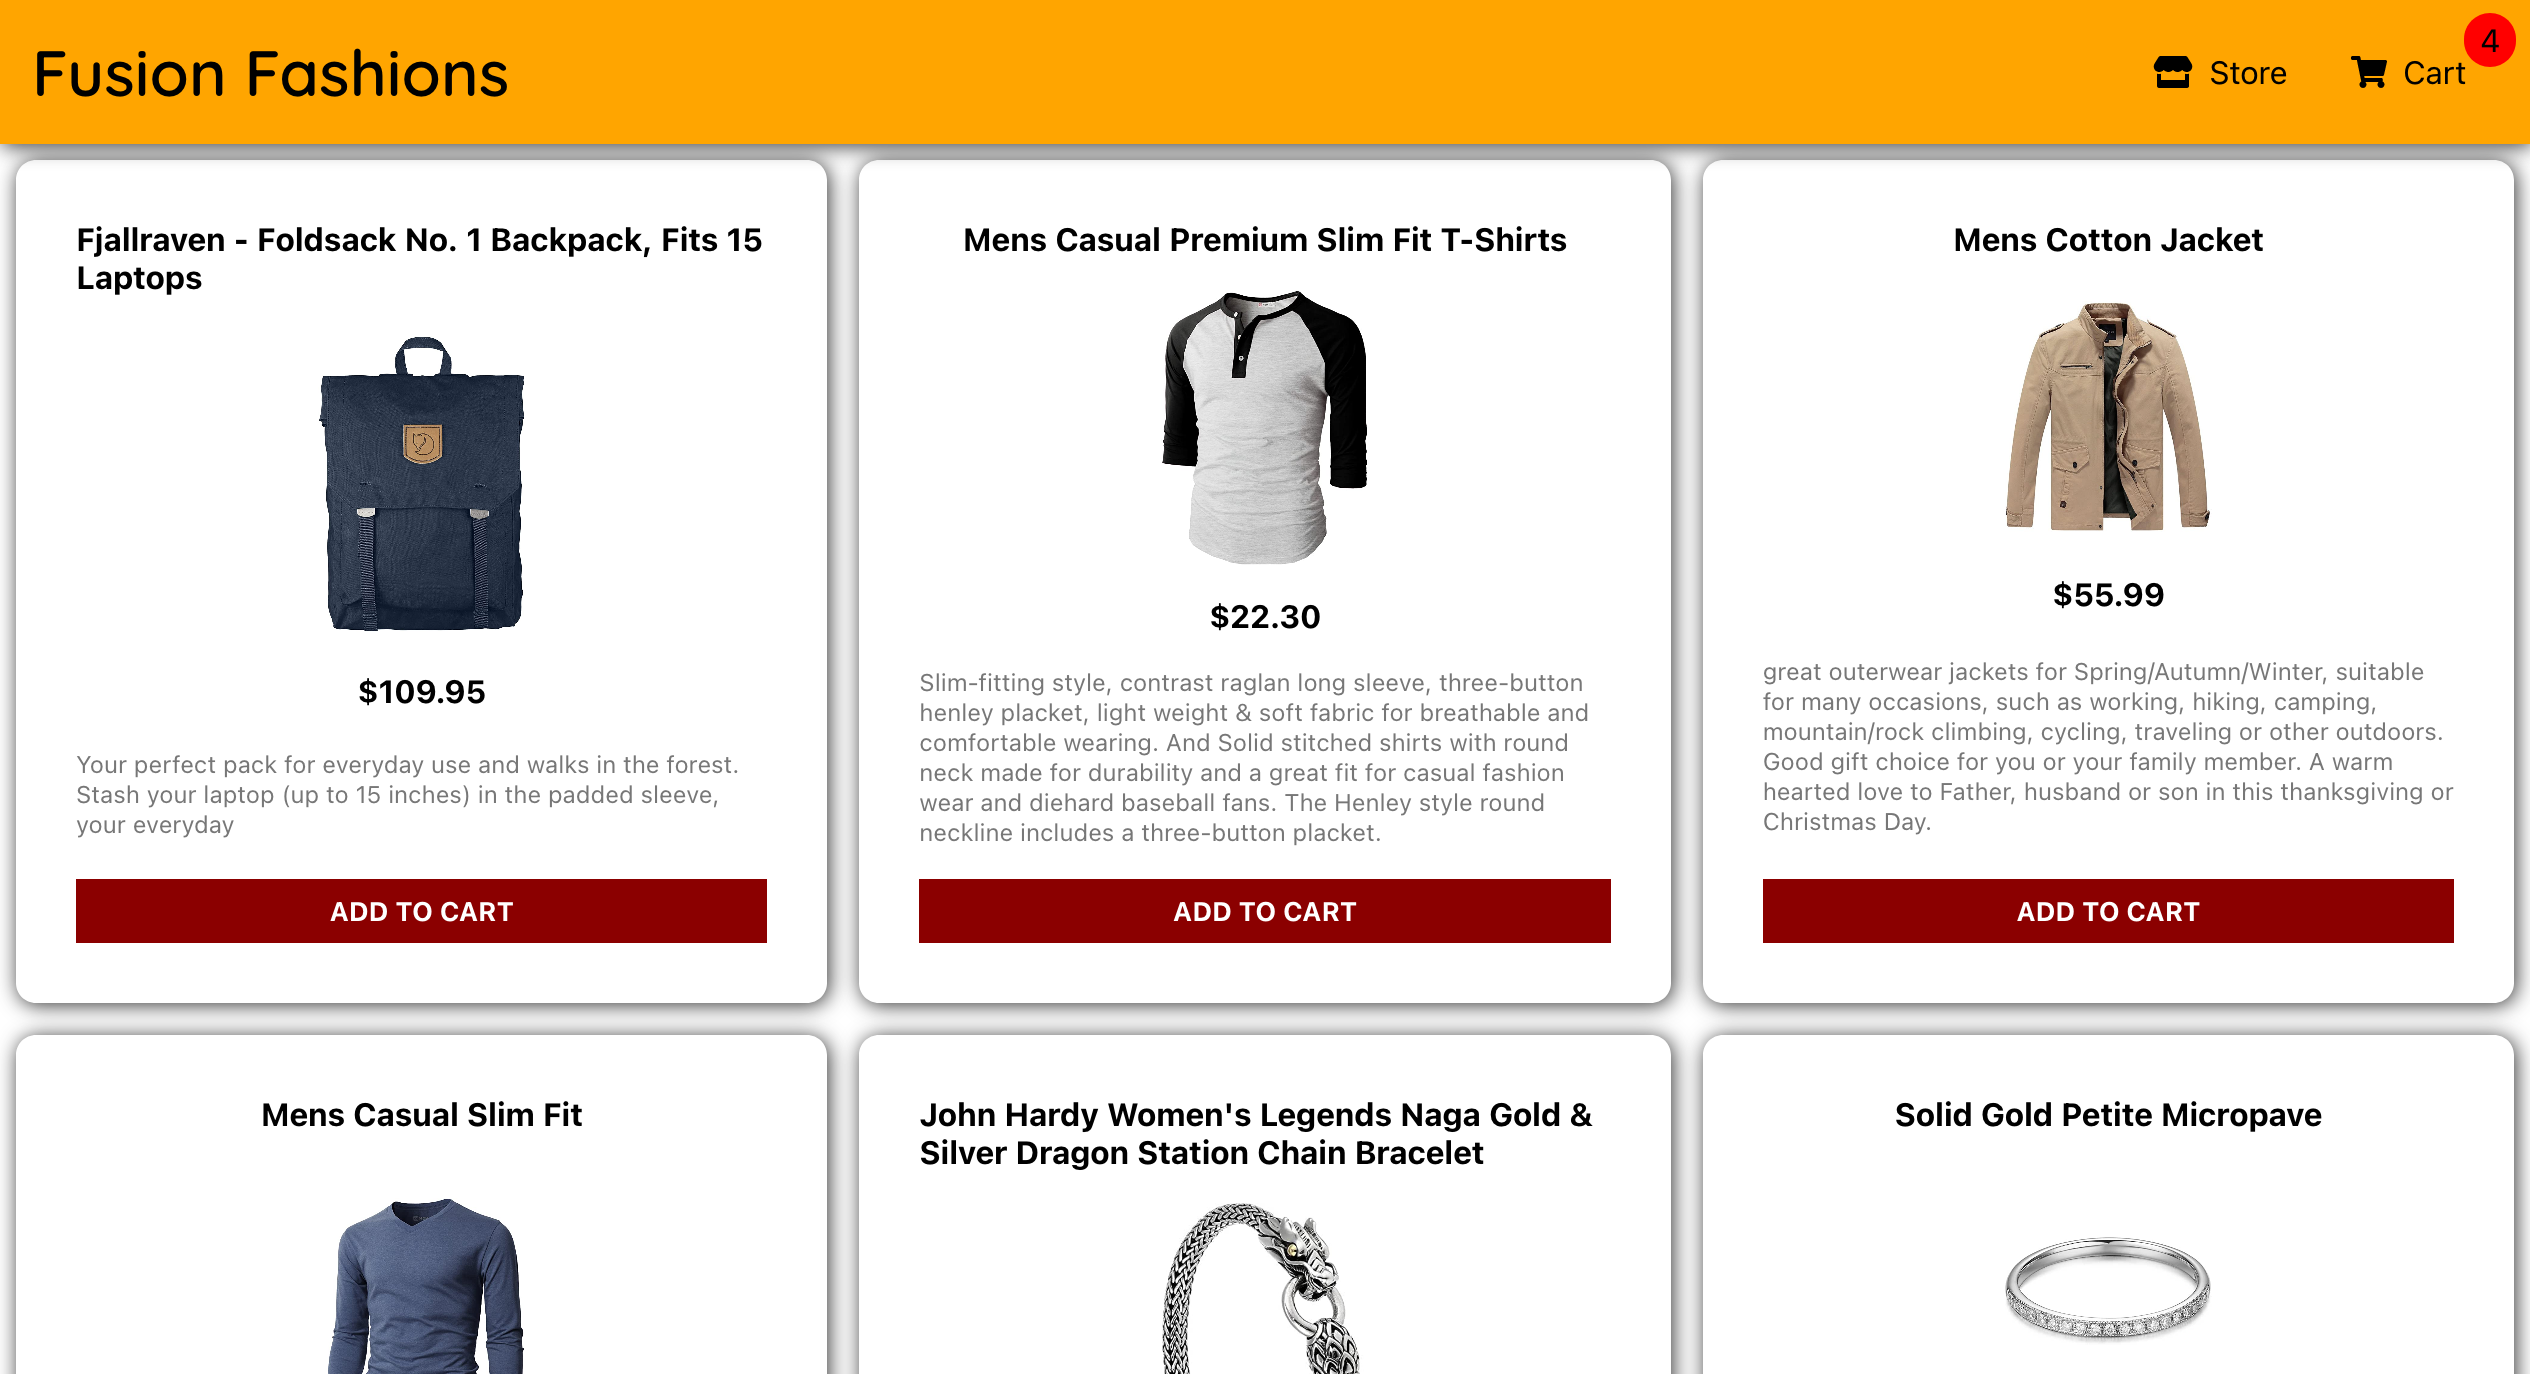 Fusion Fashions
Store
Cart
4
Fjallraven - Foldsack No. 1 Backpack, Fits 15
Laptops
$109.95
Your perfect pack for everyday use and walks in the forest.
Stash your laptop (up to 15 inches) in the padded sleeve,
your everyday
ADD TO CART
Mens Casual Premium Slim Fit T-Shirts
$22.30
Slim-fitting style, contrast raglan long sleeve, three-button
henley placket, light weight & soft fabric for breathable and
comfortable wearing. And Solid stitched shirts with round
neck made for durability and a great fit for casual fashion
wear and diehard baseball fans. The Henley style round
neckline includes a three-button placket.
ADD TO CART
Mens Cotton Jacket
$55.99
great outerwear jackets for Spring/Autumn/Winter, suitable
for many occasions, such as working, hiking, camping,
mountain/rock climbing, cycling, traveling or other outdoors.
Good gift choice for you or your family member. A warm
hearted love to Father, husband or son in this thanksgiving or
Christmas Day.
ADD TO CART
Mens Casual Slim Fit
John Hardy Women's Legends Naga Gold &
Silver Dragon Station Chain Bracelet
Solid Gold Petite Micropave